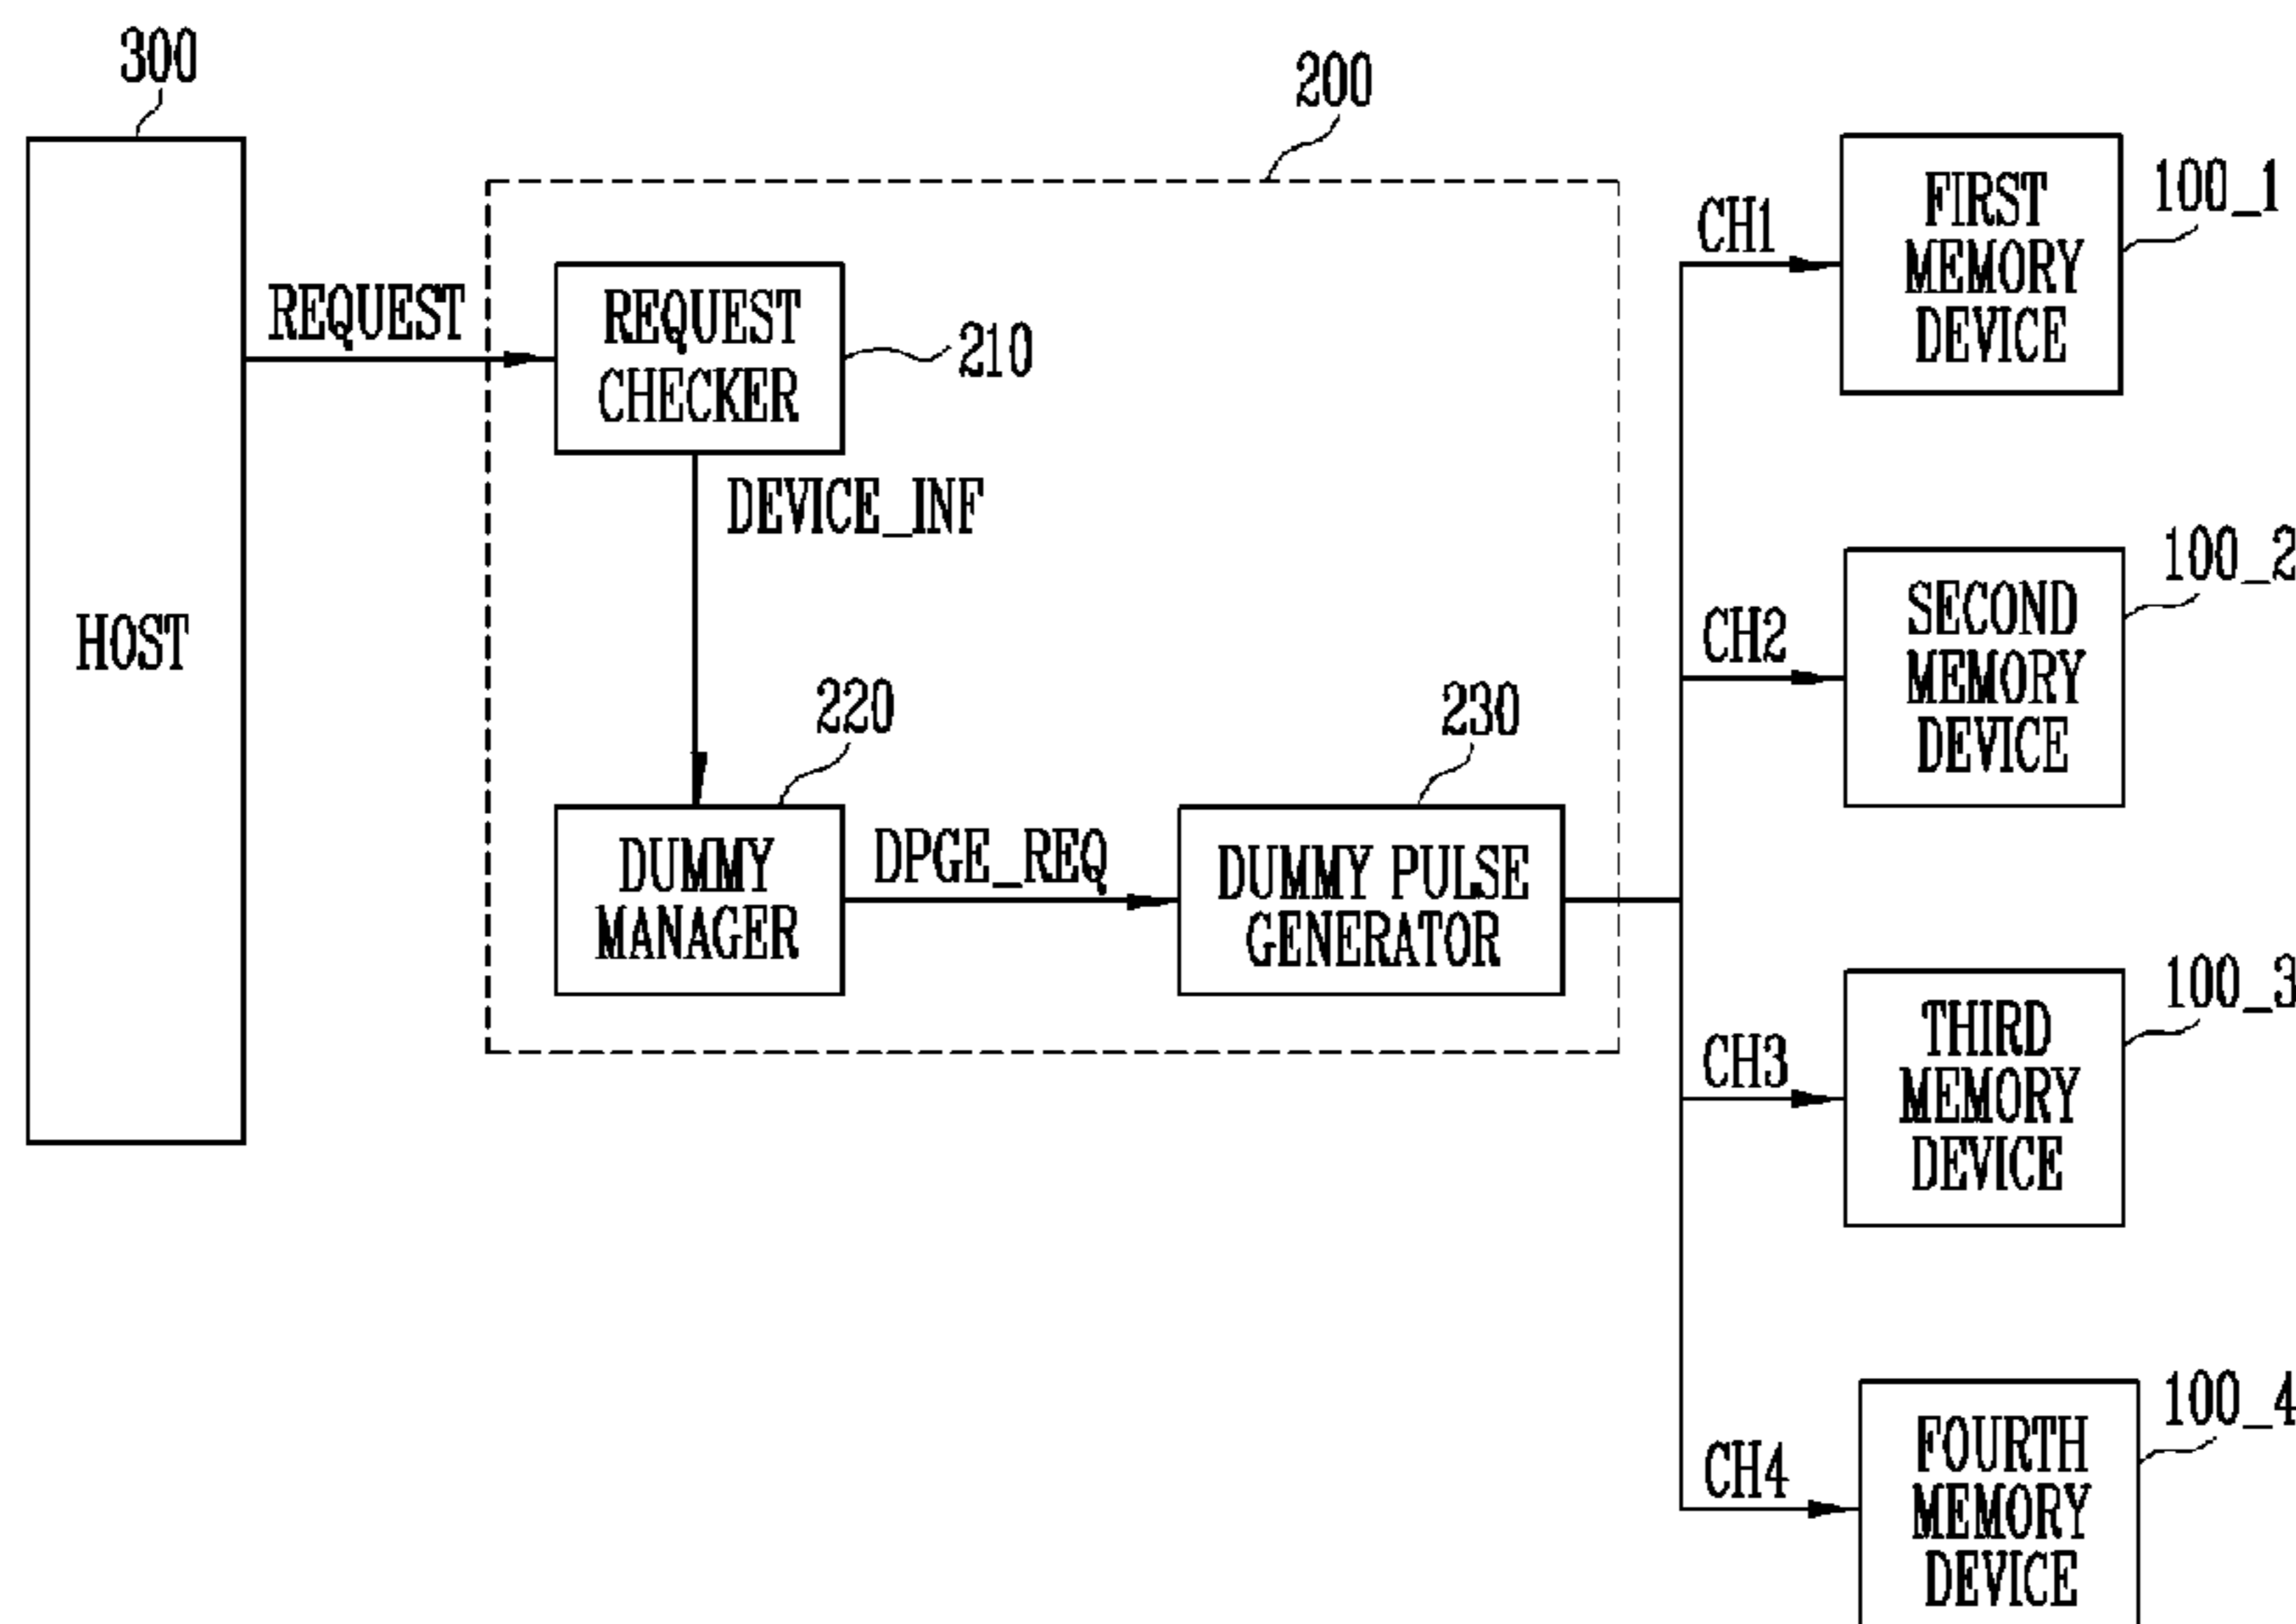 300
200
FIRST
MEMORY
DEVICE
100_1
CH1
REQUEST
REQUEST
CHECKER
210
DEVICE_INF
HOST
SECOND
MEMORY
DEVICE
100_2
CH2
220
230
DUMMY
MANAGER
DPGE_REQ
DUMMY PULSE
GENERATOR
THIRD
MEMORY
DEVICE
100_3
CH3
FOURTH
MEMORY
DEVICE
100_4
CH4